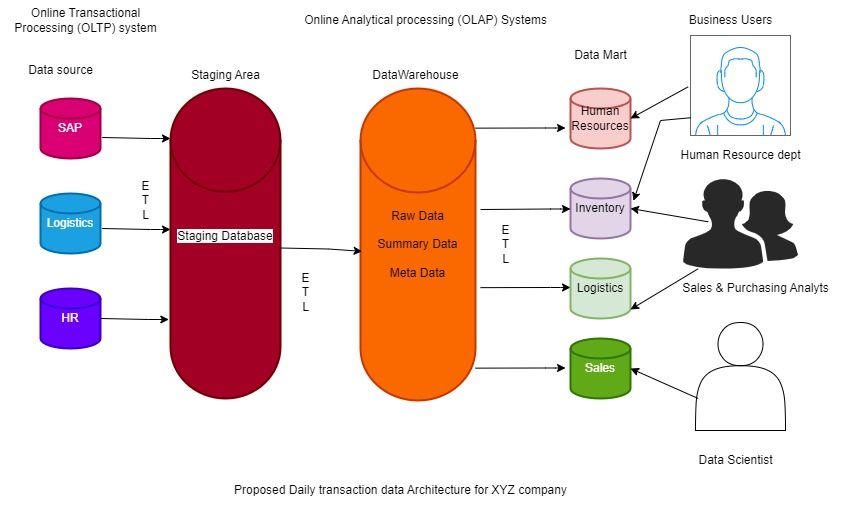 Online Transactional
Processing (OLTP) system
Online Analytical processing (OLAP) Systems
Business Users
Data source
Staging Area
DataWarehouse
Data Mart
SAP
Logistics
HR
E
T
L
Staging Database
E
T
L
Raw Data
Summary Data
Meta Data
E
T
L
Human
Resources
Inventory
Logistics
Sales
Human Resource dept
Sales & Purchasing Analyts
Data Scientist
Proposed Daily transaction data Architecture for XYZ company